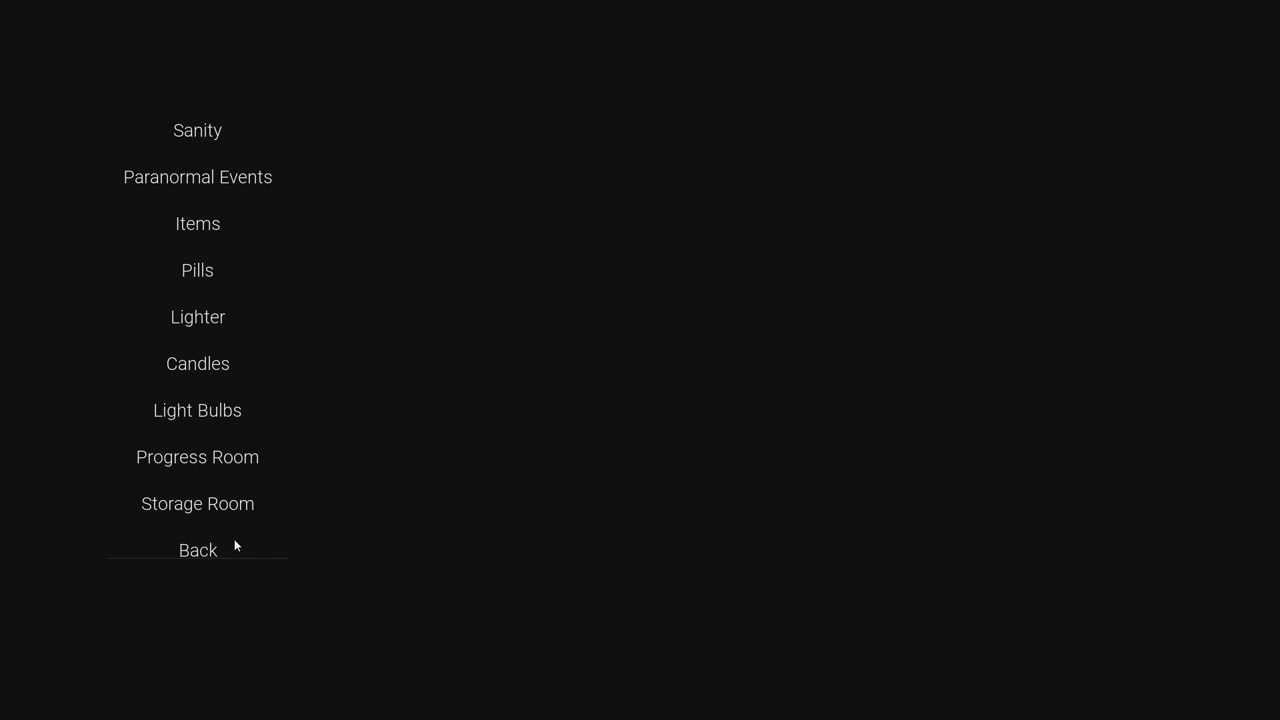 Sanity
Paranormal Events
Items
Pills
Lighter
Candles
Light Bulbs
Progress Room
Storage Room
Back